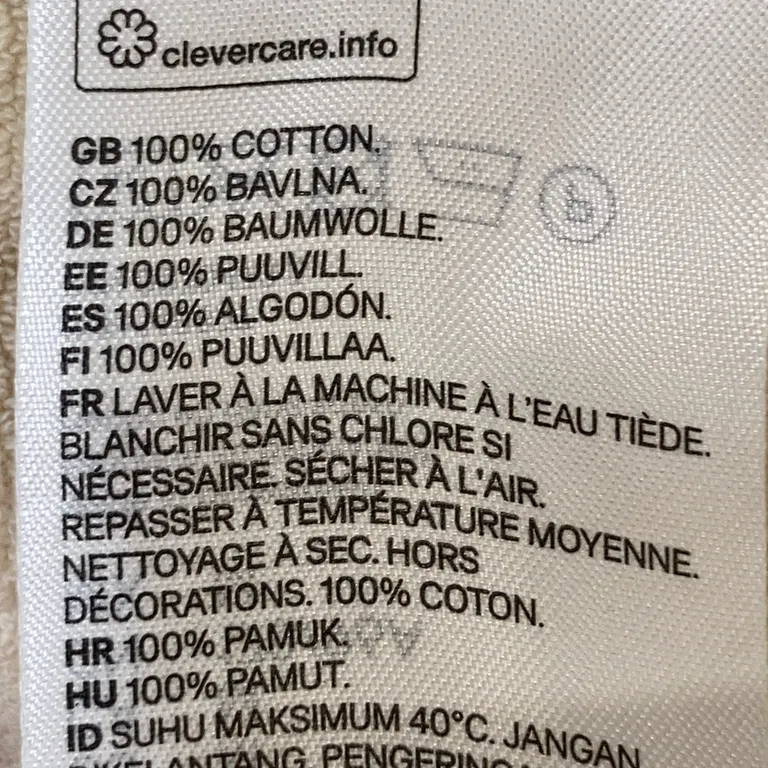 clevercare.info
GB 100% COTTON.
CZ 100% BAVLNA.
DE 100% BAUMWOLLE.
EE 100% PUUVILL.
ES 100% ALGODÓN.
FI 100% PUUVILLAA.
FR LAVER À LA MACHINE À L'EAU TIÈDE.
BLANCHIR SANS CHLORE SI
NÉCESSAIRE. SÉCHER À L'AIR.
REPASSER À TEMPÉRATURE MOYENNE.
NETTOYAGE À SEC. HORS
DÉCORATIONS. 100% COTON.
HR 100% PAMUK.
HU 100% PAMUT.
ID SUHU MAKSIMUM 40°C. JANGAN